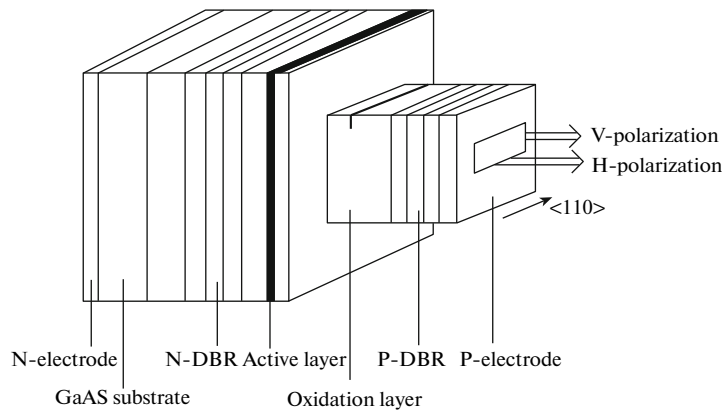 V-polarization
H-polarization
<110>
N-electrode N-DBR Active layer P-DBR P-electrode
GaAS substrate Oxidation layer